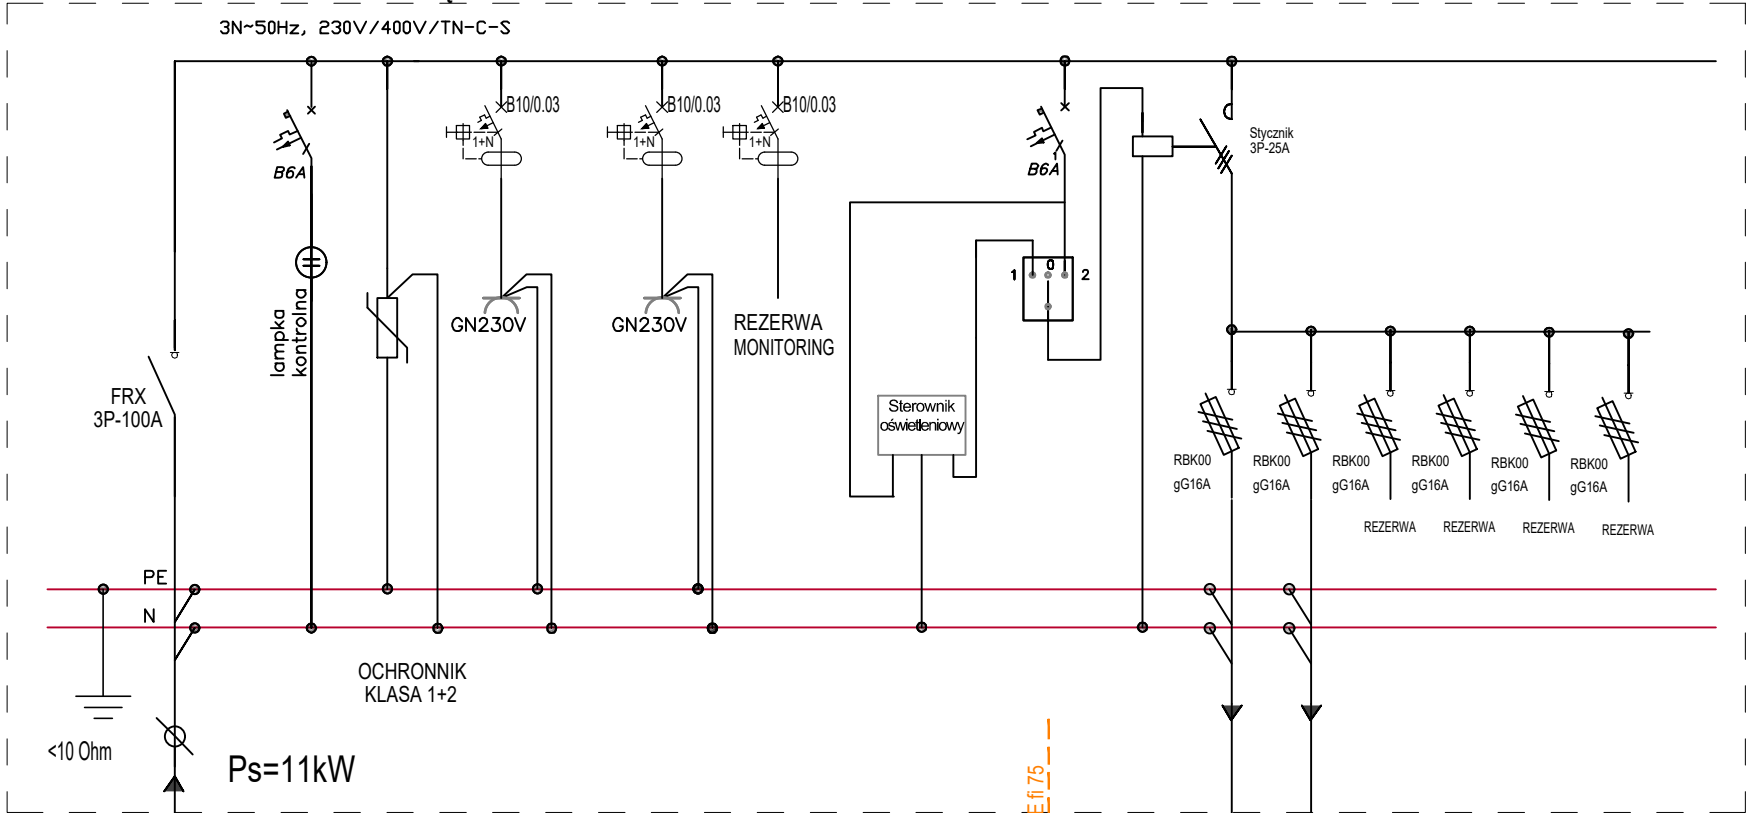 3N~50Hz, 230V/400V/TN-C-S
B10/0.03
B10/0.03
B10/0.03
1+N
1+N
1+N
B6A
B6A
1
Stycznik
3P-25A
lampka
kontrolna
GN230V
GN230V
REZERWA
MONITORING
1
0
2
FRX
3P-100A
Sterownik
oświetleniowy
RBK00
gG16A
RBK00
gG16A
RBK00
gG16A
RBK00
gG16A
RBK00
gG16A
RBK00
gG16A
REZERWA
REZERWA
REZERWA
REZERWA
PE
N
OCHRONNIK
KLASA 1+2
<10 Ohm
Ps=11kW
E fi 75